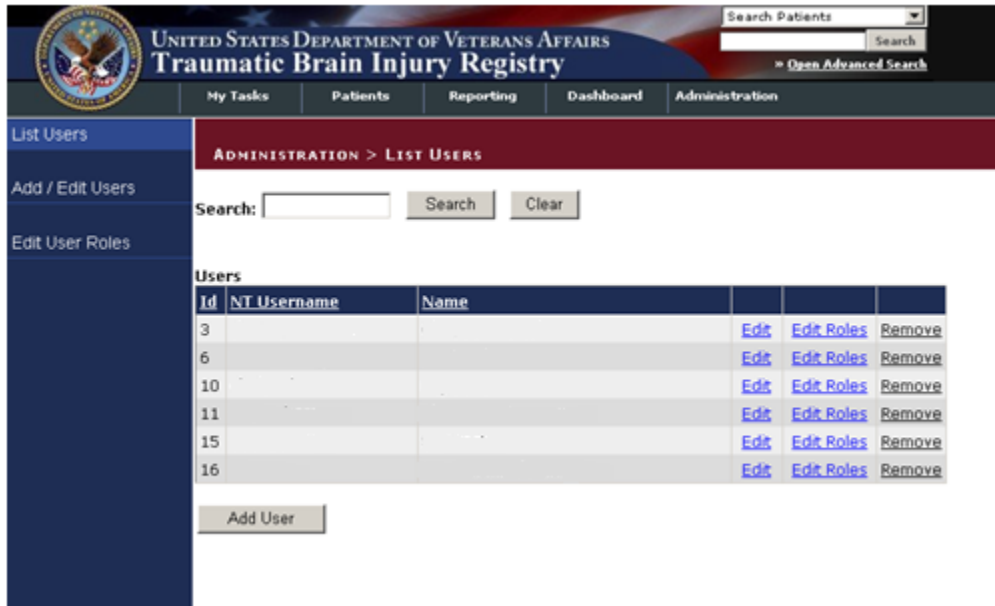 Search Patients
UNITED STATES DEPARTMENT OF VETERANS AFFAIRS
Search
Traumatic Brain Injury Registry
» Open Advanced Search
My Tasks Patients Reporting Dashboard Administration
List Users
ADMINISTRATION > LIST USERS
Add / Edit Users
Search: Search Clear
Edit User Roles
Users
Id NT Username Name
3 Edit Edit Roles Remove
6 Edit Edit Roles Remove
10 Edit Edit Roles Remove
11 Edit Edit Roles Remove
15 Edit Edit Roles Remove
16 Edit Edit Roles Remove
Add User